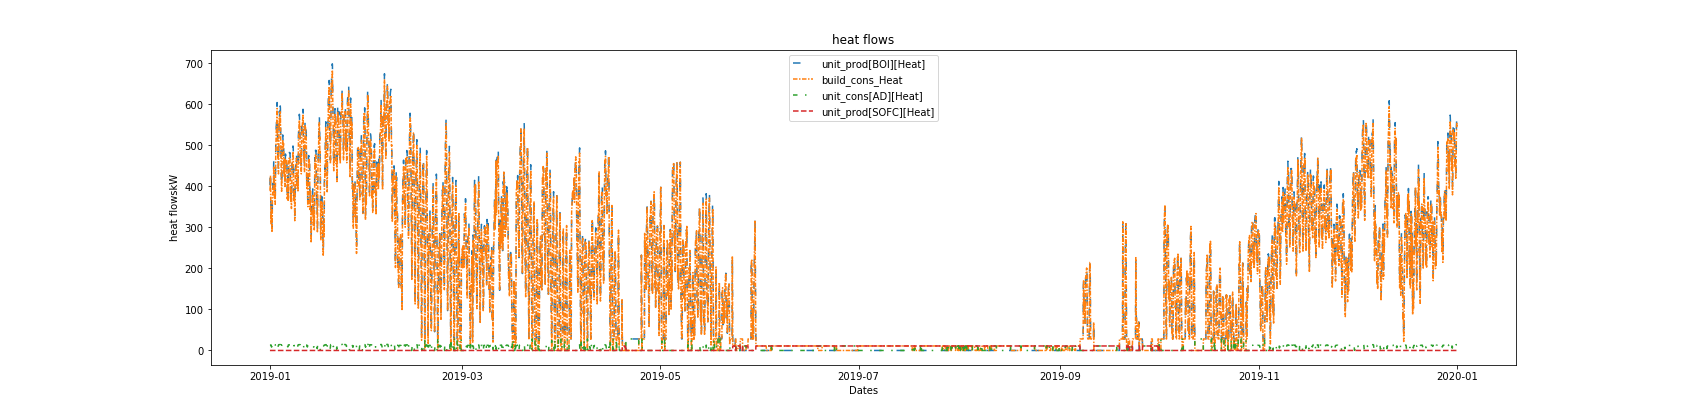 heat flows
unit_prod[BOI][Heat]
build_cons_Heat
unit_cons[AD][Heat]
unit_prod[SOFC][Heat]
heat flowskW
700
600
500
400
300
200
100
0
2019-01 2019-03 2019-05 2019-07 2019-09 2019-11 2020-01
Dates